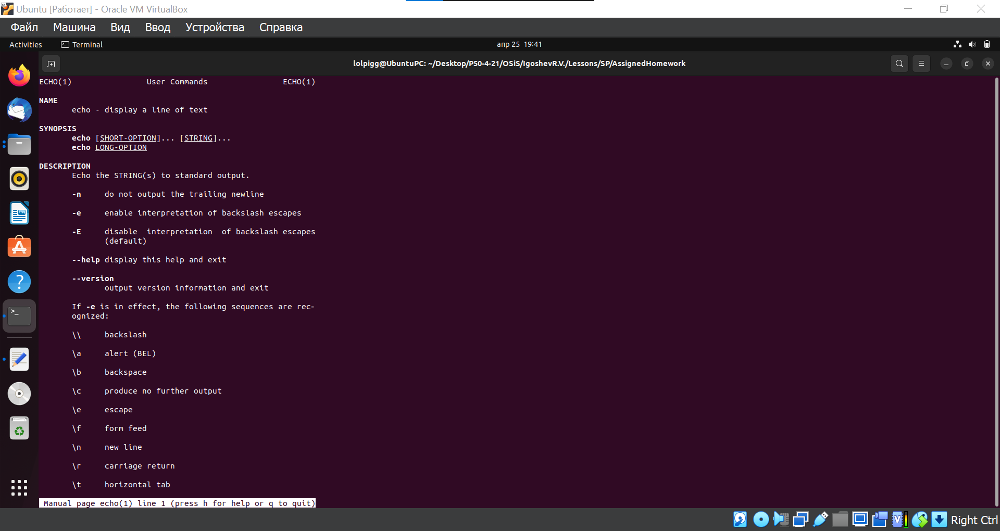 Ubuntu [Работает] - Oracle VM VirtualBox
Файл Машина Вид Ввод Устройства Справка
Activities Terminal апр 25 19:41
lolpigg@UbuntuPC: ~/Desktop/P50-4-21/OSiS/IgoshevR.V./Lessons/SP/AssignedHomework
ECHO(1) User Commands ECHO(1)
NAME
echo - display a line of text
SYNOPSIS
echo [SHORT-OPTION]... [STRING]...
echo LONG-OPTION
DESCRIPTION
Echo the STRING(s) to standard output.
-n do not output the trailing newline
-e enable interpretation of backslash escapes
-E disable interpretation of backslash escapes
(default)
--help display this help and exit
--version
output version information and exit
If -e is in effect, the following sequences are rec-
ognized:
\\ backslash
\a alert (BEL)
\b backspace
\c produce no further output
\e escape
\f form feed
\n new line
\r carriage return
\t horizontal tab
Manual page echo(1) line 1 (press h for help or q to quit)
Right Ctrl